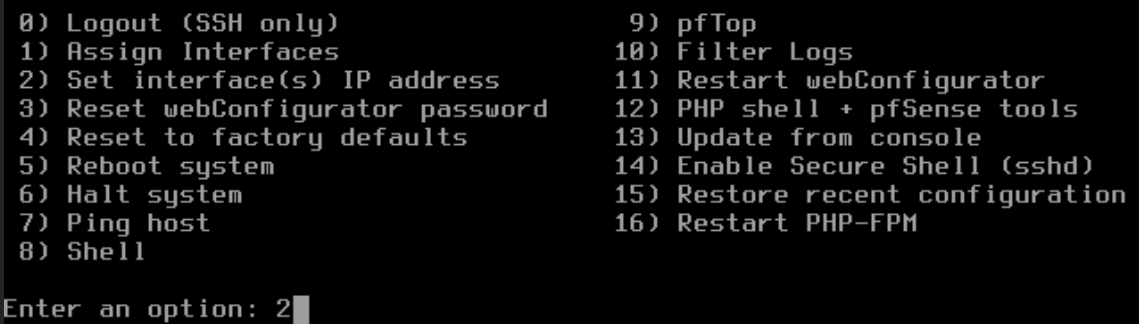 0) Logout (SSH only)                  9) pfTop
1) Assign Interfaces                 10) Filter Logs
2) Set interface(s) IP address       11) Restart webConfigurator
3) Reset webConfigurator password    12) PHP shell + pfSense tools
4) Reset to factory defaults         13) Update from console
5) Reboot system                     14) Enable Secure Shell (sshd)
6) Halt system                       15) Restore recent configuration
7) Ping host                         16) Restart PHP-FPM
8) Shell
Enter an option: 2